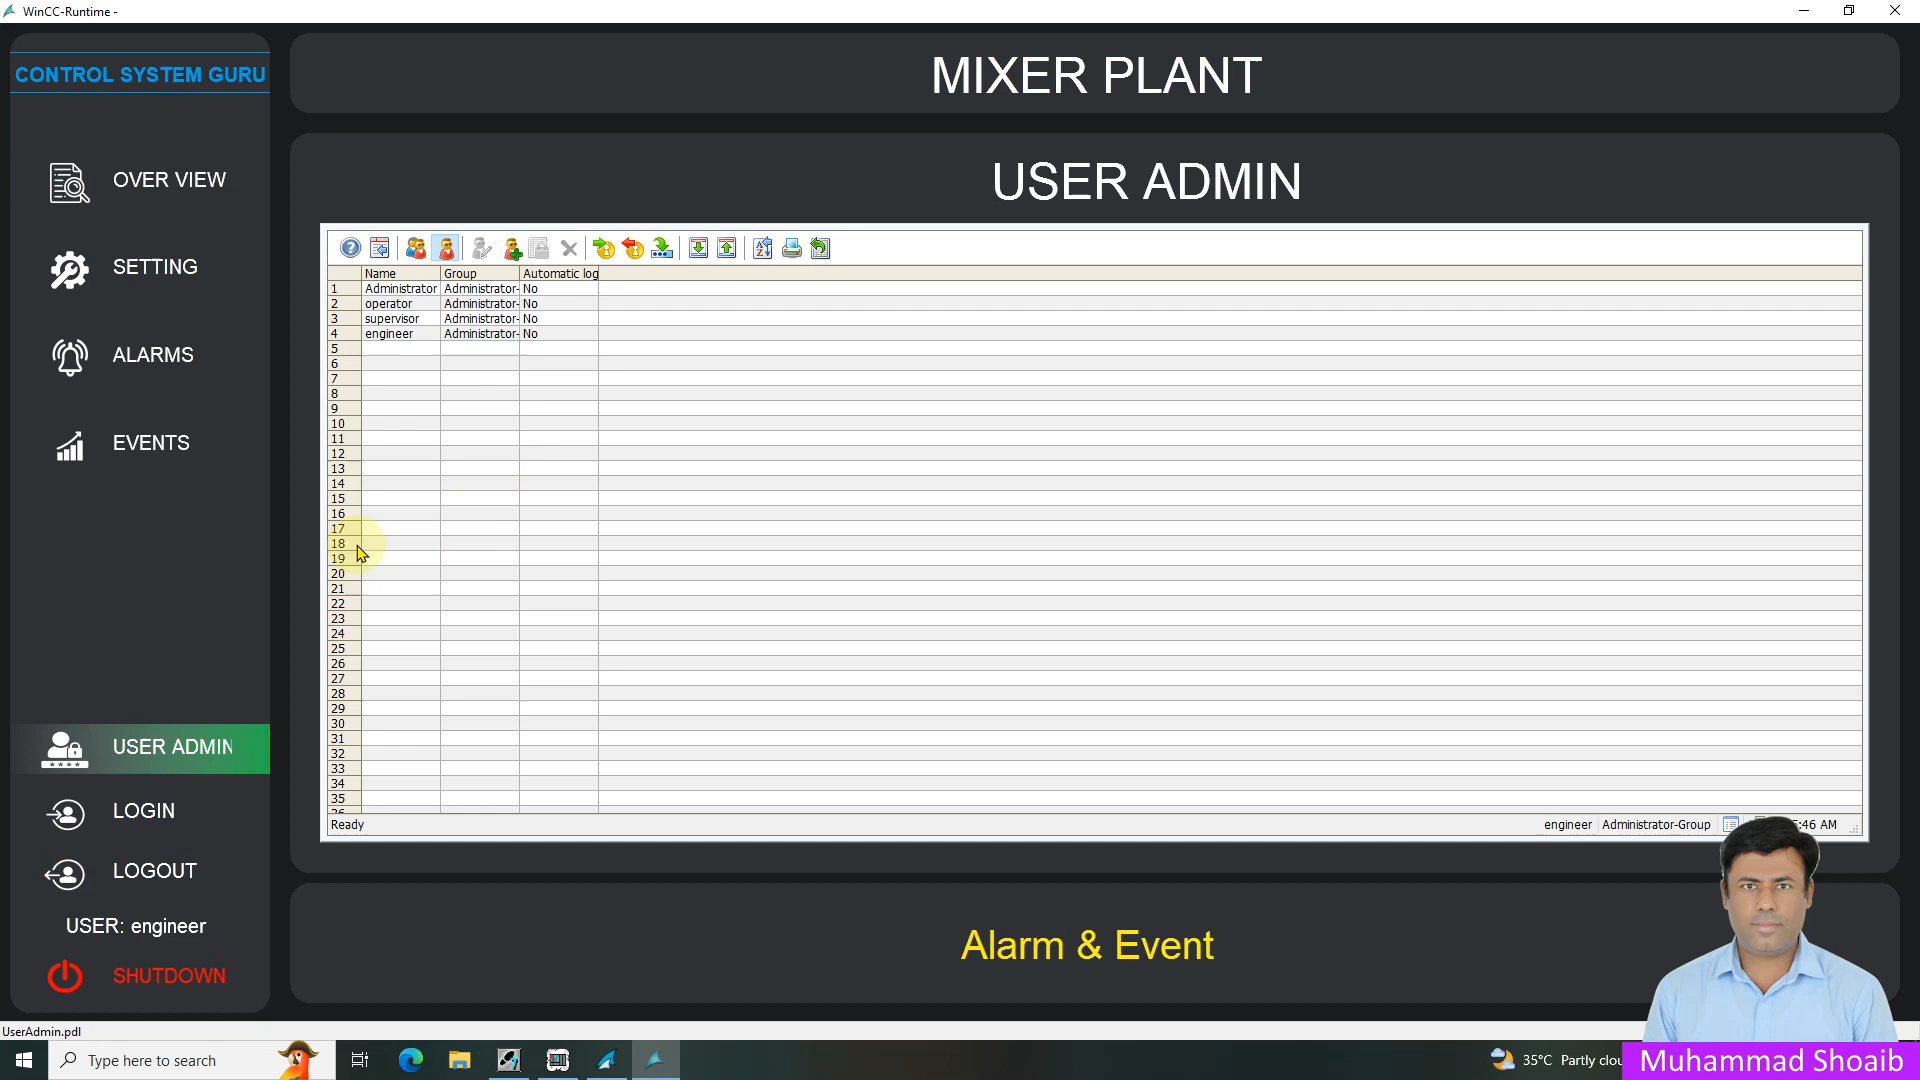 WinCC-Runtime -
CONTROL SYSTEM GURU
MIXER PLANT
OVER VIEW
SETTING
ALARMS
EVENTS
USER ADMIN
LOGIN
LOGOUT
USER: engineer
SHUTDOWN
USER ADMIN
Name Group Automatic log
1 Administrator Administrator- No
2 operator Administrator- No
3 supervisor Administrator- No
4 engineer Administrator- No
5
6
7
8
9
10
11
12
13
14
15
16
17
18
19
20
21
22
23
24
25
26
27
28
29
30
31
32
33
34
35
Ready engineer Administrator-Group :46 AM
Alarm & Event
UserAdmin.pdl
Type here to search
35°C Partly clou
Muhammad Shoaib